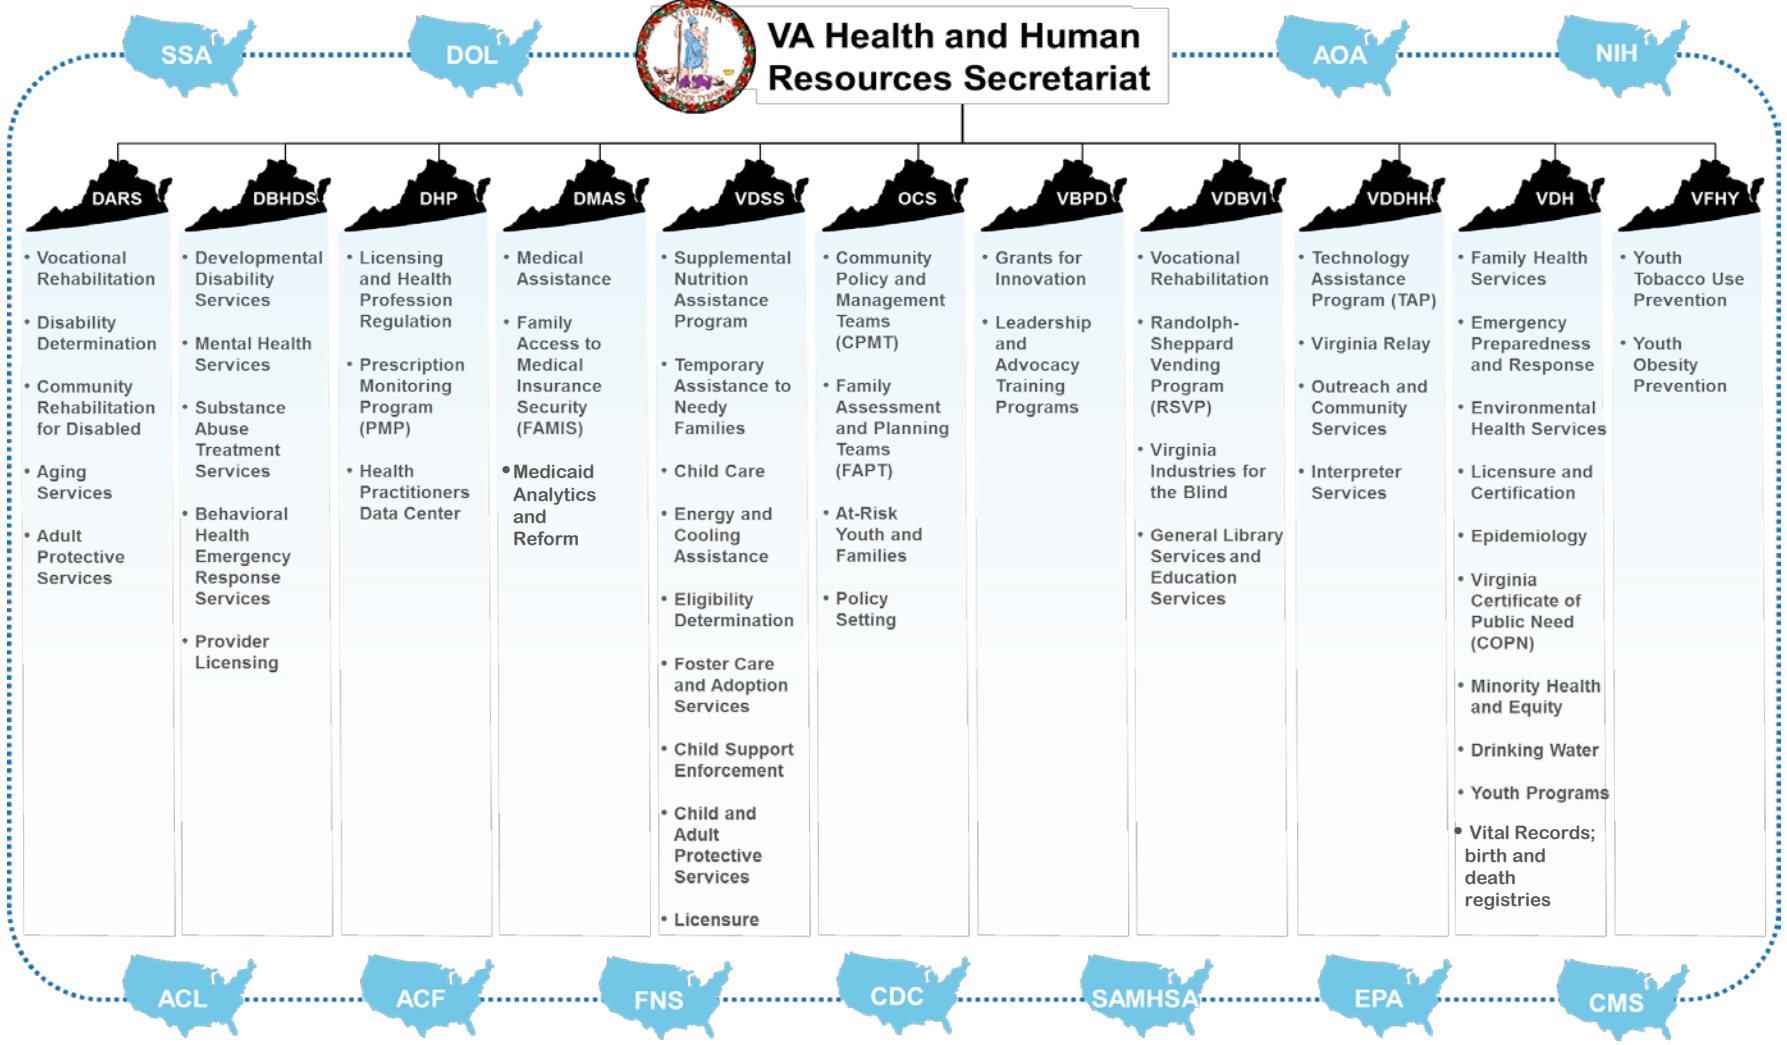 SSA
DOL
VIRGINIA
SIC SEMPER TYRANNIS
VA Health and Human
Resources Secretariat
AOA
NIH
DARS
• Vocational
Rehabilitation
• Disability
Determination
• Community
Rehabilitation
for Disabled
• Aging
Services
• Adult
Protective
Services
DBHDS
• Developmental
Disability
Services
• Mental Health
Services
• Substance
Abuse
Treatment
Services
• Behavioral
Health
Emergency
Response
Services
• Provider
Licensing
DHP
• Licensing
and Health
Profession
Regulation
• Prescription
Monitoring
Program
(PMP)
• Health
Practitioners
Data Center
DMAS
• Medical
Assistance
• Family
Access to
Medical
Insurance
Security
(FAMIS)
• Medicaid
Analytics
and
Reform
VDSS
• Supplemental
Nutrition
Assistance
Program
• Temporary
Assistance to
Needy
Families
• Child Care
• Energy and
Cooling
Assistance
• Eligibility
Determination
• Foster Care
and Adoption
Services
• Child Support
Enforcement
• Child and
Adult
Protective
Services
• Licensure
OCS
• Community
Policy and
Management
Teams
(CPMT)
• Family
Assessment
and Planning
Teams
(FAPT)
• At-Risk
Youth and
Families
• Policy
Setting
VBPD
• Grants for
Innovation
• Leadership
and
Advocacy
Training
Programs
VDBVI
• Vocational
Rehabilitation
• Randolph-
Sheppard
Vending
Program
(RSVP)
• Virginia
Industries for
the Blind
• General Library
Services and
Education
Services
VDDHH
• Technology
Assistance
Program (TAP)
• Virginia Relay
• Outreach and
Community
Services
• Interpreter
Services
VDH
• Family Health
Services
• Emergency
Preparedness
and Response
• Environmental
Health Services
• Licensure and
Certification
• Epidemiology
• Virginia
Certificate of
Public Need
(COPN)
• Minority Health
and Equity
• Drinking Water
• Youth Programs
• Vital Records;
birth and
death
registries
VFHY
• Youth
Tobacco Use
Prevention
• Youth
Obesity
Prevention
ACL
ACF
FNS
CDC
SAMHSA
EPA
CMS